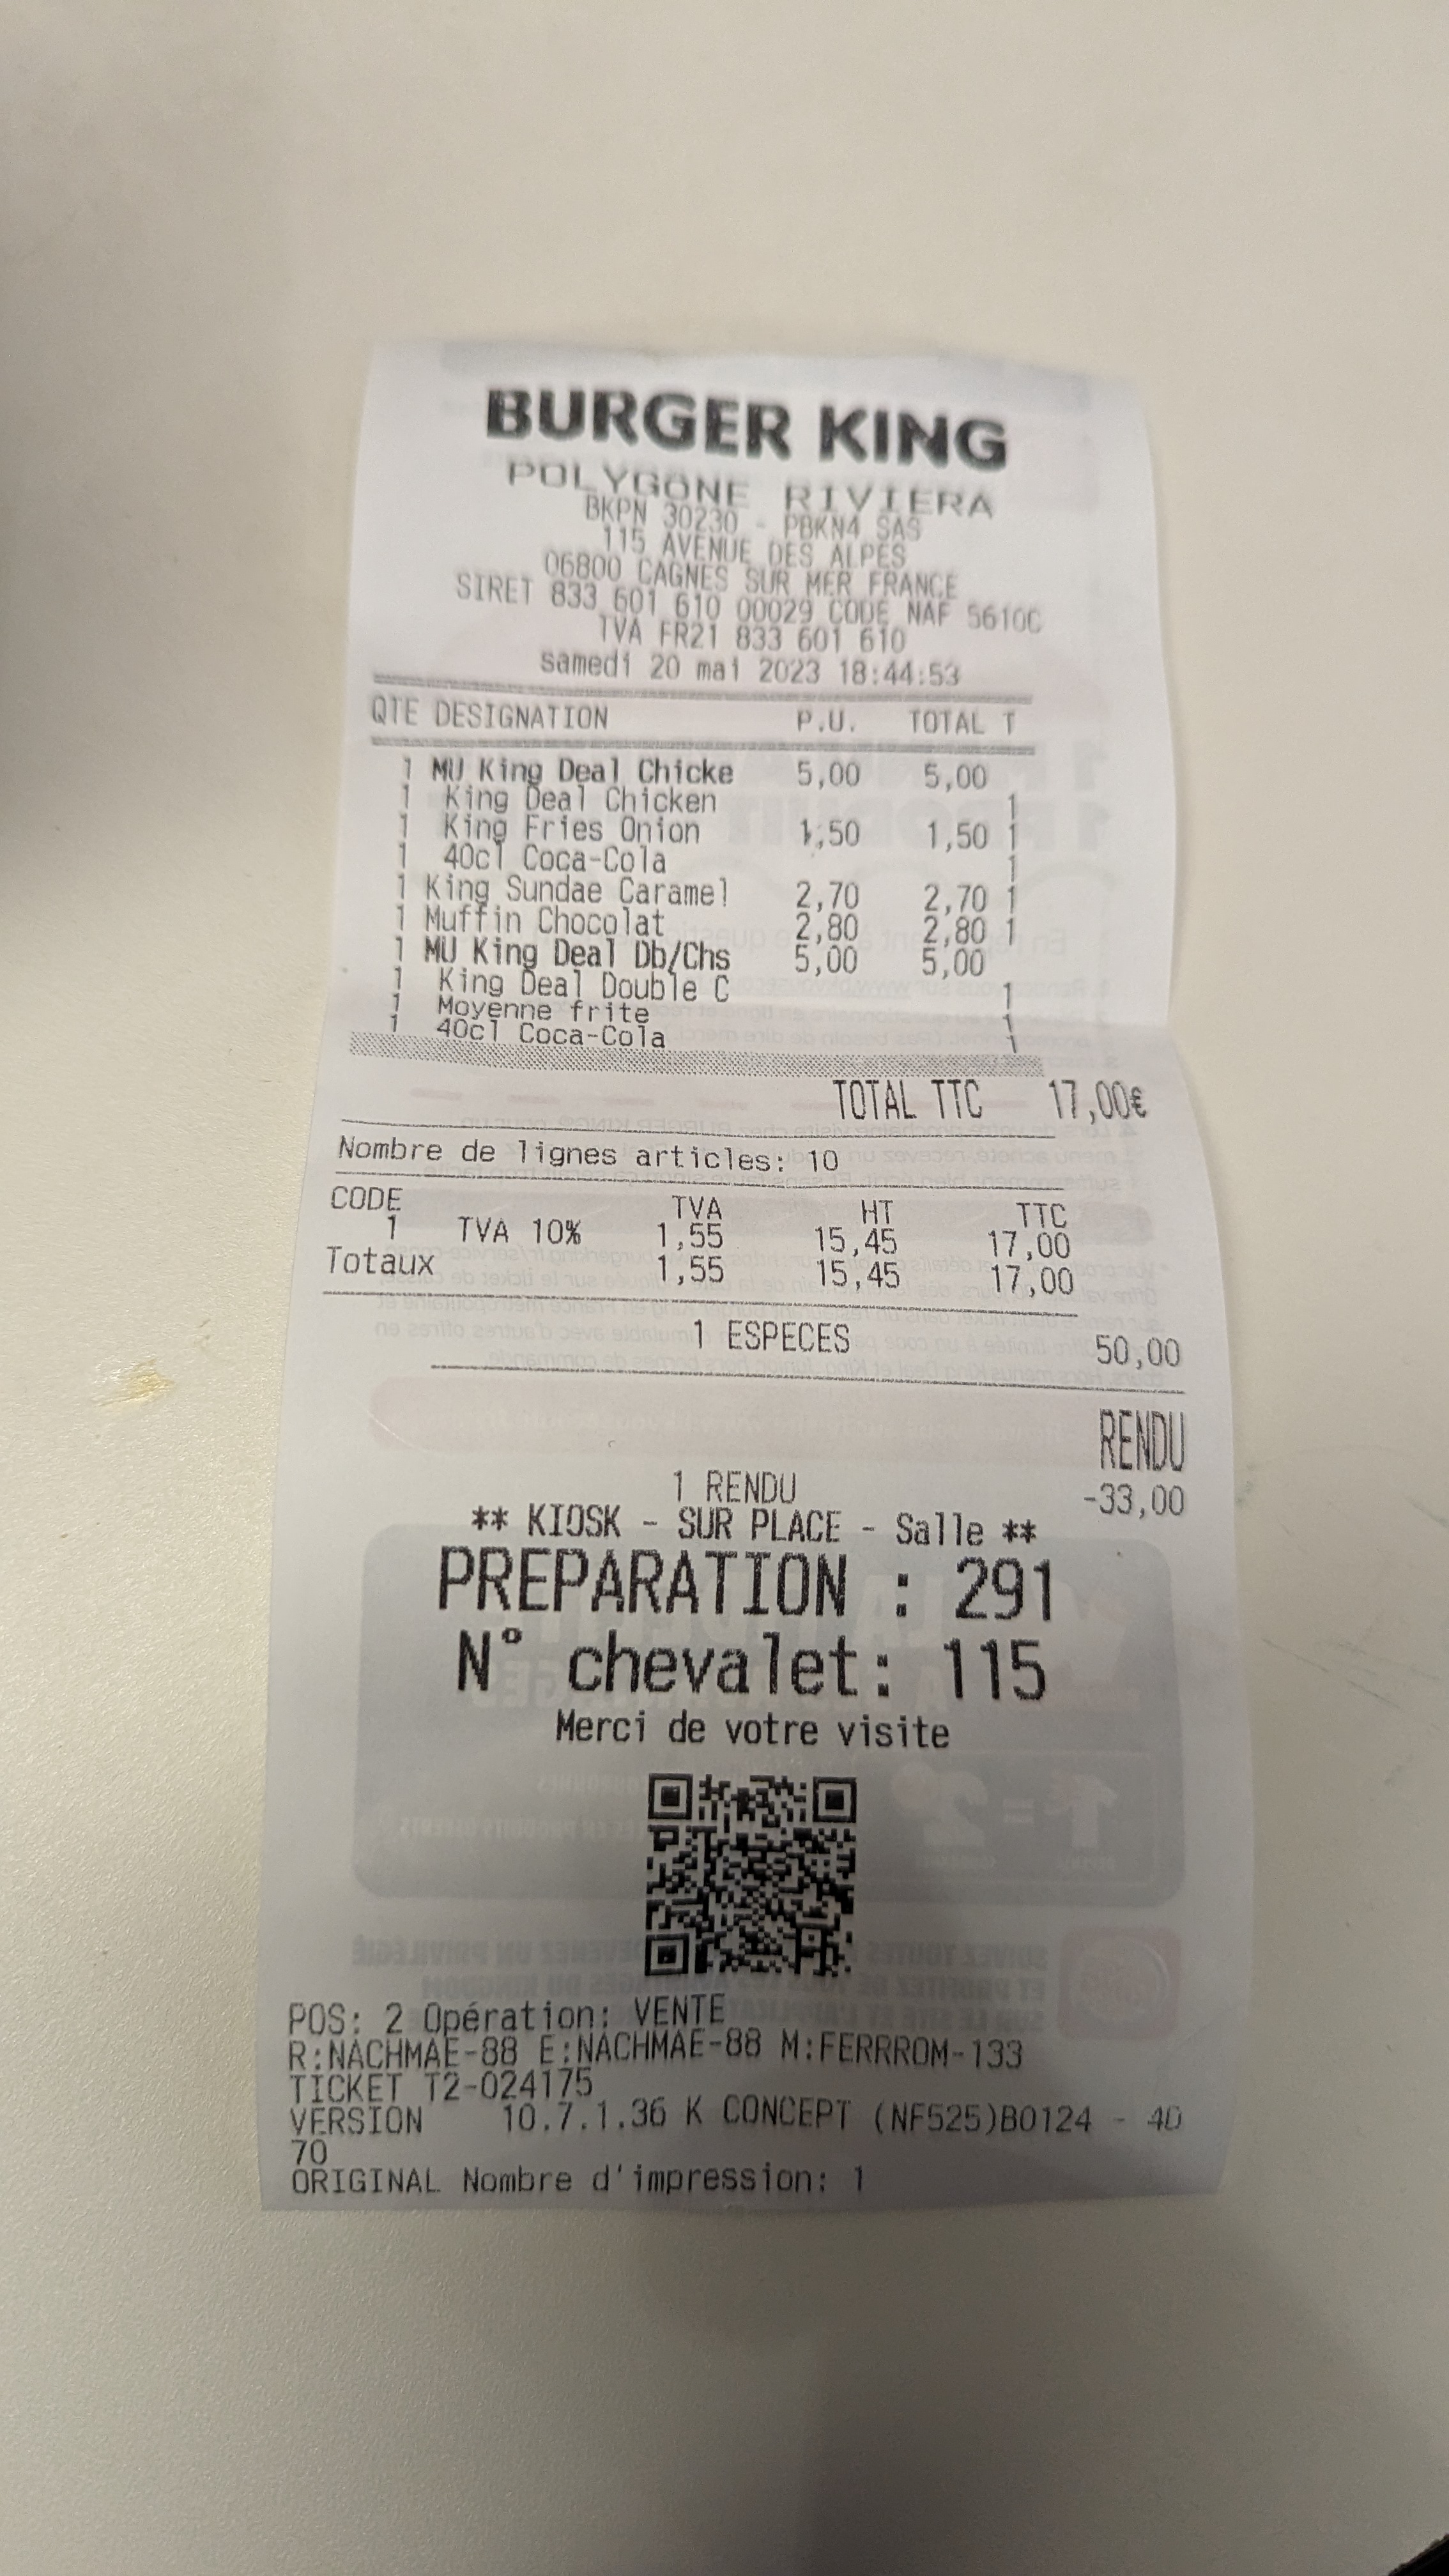 BURGER KING
POLYGONE RIVIERA
BKPN 30230 - PBKN4 SAS
115 AVENUE DES ALPES
06800 CAGNES SUR MER FRANCE
SIRET 833 601 610 00029 CODE NAF 5610C
TVA FR21 833 601 610
samedi 20 mai 2023 18:44:53
QTE DESIGNATION P.U. TOTAL T
1 MU King Deal Chicke 5,00 5,00
1 King Deal Chicken 1
1 King Fries Onion 1,50 1,50 1
1 40cl Coca-Cola 1
1 King Sundae Caramel 2,70 2,70 1
1 Muffin Chocolat 2,80 2,80 1
1 MU King Deal Db/Chs 5,00 5,00
1 King Deal Double C 1
1 Moyenne frite 1
1 40cl Coca-Cola 1
TOTAL TTC 17,00€
Nombre de lignes articles: 10
CODE TVA HT TTC
1 TVA 10% 1,55 15,45 17,00
Totaux 1,55 15,45 17,00
1 ESPECES 50,00
RENDU
1 RENDU -33,00
** KIOSK - SUR PLACE - Salle **
PREPARATION : 291
N° chevalet: 115
Merci de votre visite
POS: 2 Opération: VENTE
R:NACHMAE-88 E:NACHMAE-88 M:FERRROM-133
TICKET T2-024175
VERSION 10.7.1.36 K CONCEPT (NF525)B0124 - 4D
70
ORIGINAL Nombre d'impression: 1